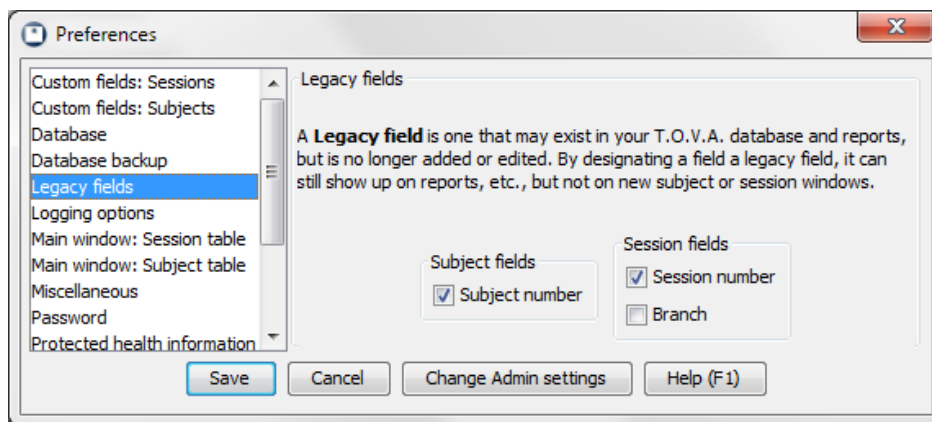 Preferences
Custom fields: Sessions
Custom fields: Subjects
Database
Database backup
Legacy fields
Logging options
Main window: Session table
Main window: Subject table
Miscellaneous
Password
Protected health information
Legacy fields
A Legacy field is one that may exist in your T.O.V.A. database and reports,
but is no longer added or edited. By designating a field a legacy field, it can
still show up on reports, etc., but not on new subject or session windows.
Subject fields
Subject number
Session fields
Session number
Branch
Save
Cancel
Change Admin settings
Help (F1)